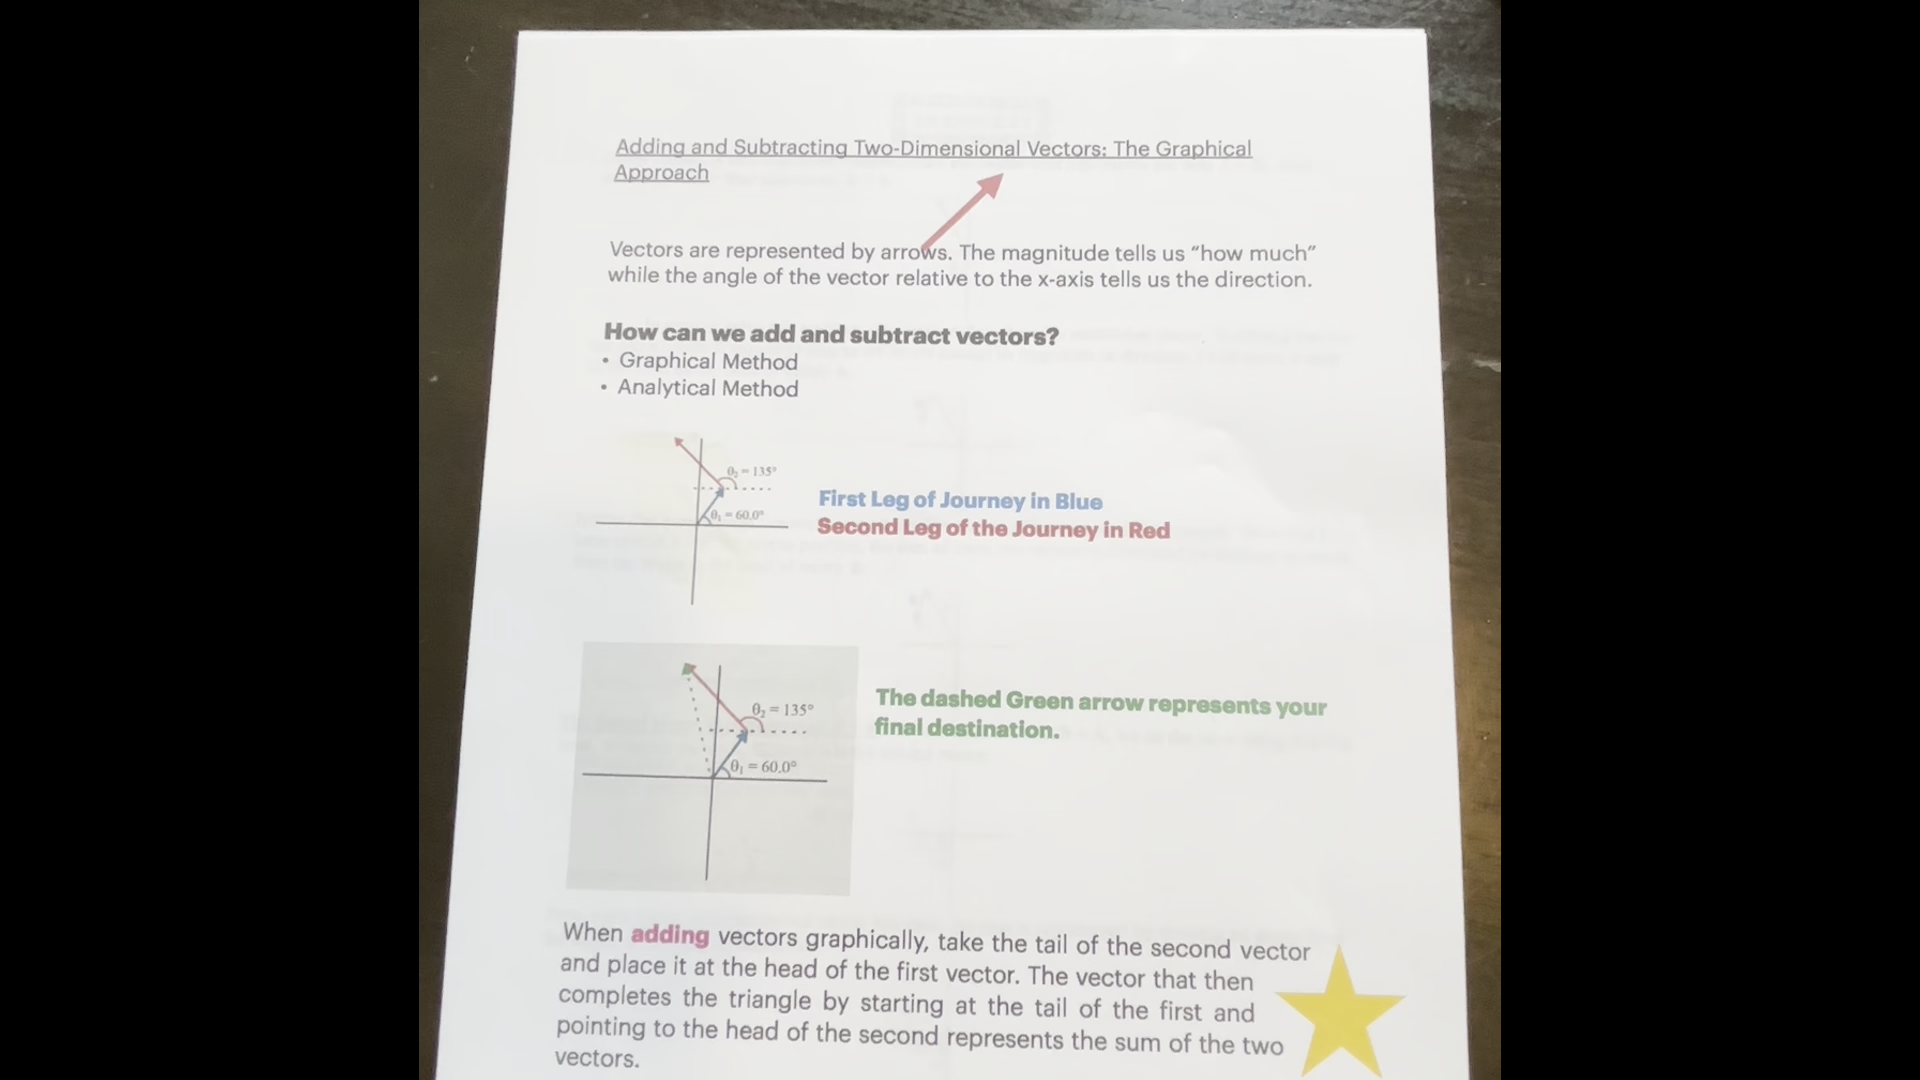 Adding and Subtracting Two-Dimensional Vectors: The Graphical
Approach
Vectors are represented by arrows. The magnitude tells us “how much”
while the angle of the vector relative to the x-axis tells us the direction.
How can we add and subtract vectors?
• Graphical Method
• Analytical Method
θ₂ = 135°
θ₁ = 60.0°
First Leg of Journey in Blue
Second Leg of the Journey in Red
θ₂ = 135°
θ₁ = 60.0°
The dashed Green arrow represents your
final destination.
When adding vectors graphically, take the tail of the second vector
and place it at the head of the first vector. The vector that then
completes the triangle by starting at the tail of the first and
pointing to the head of the second represents the sum of the two
vectors.